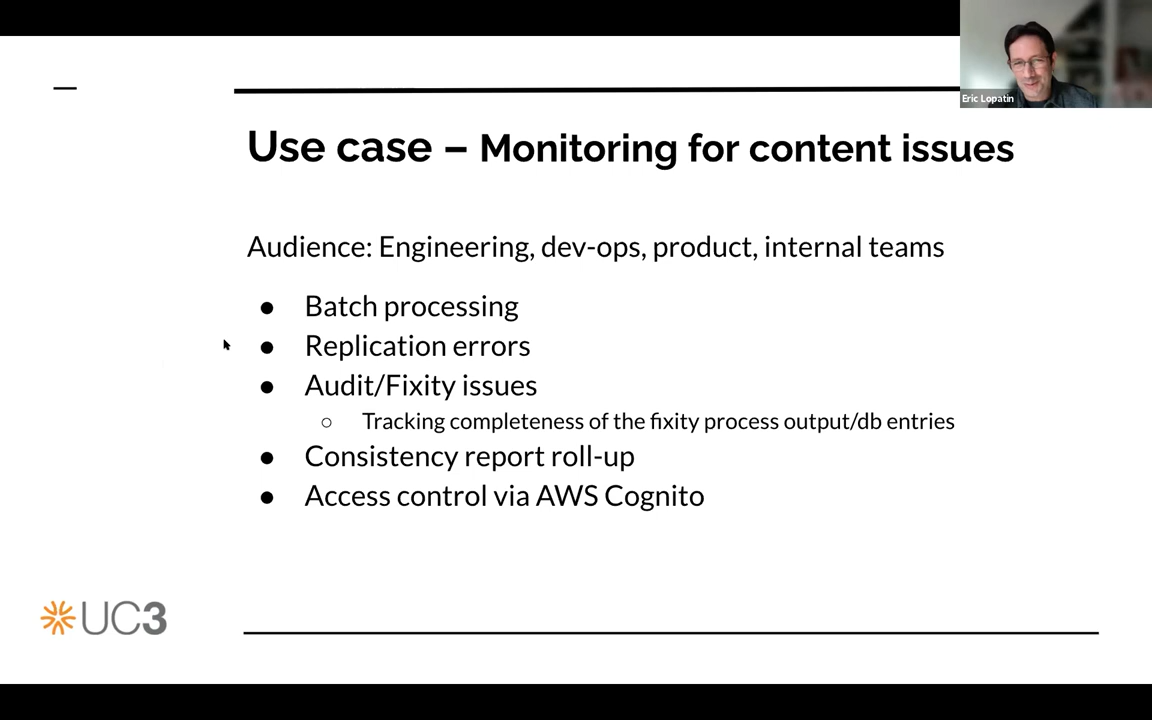 Eric Lopatin
Use case – Monitoring for content issues
Audience: Engineering, dev-ops, product, internal teams
● Batch processing
● Replication errors
● Audit/Fixity issues
○ Tracking completeness of the fixity process output/db entries
● Consistency report roll-up
● Access control via AWS Cognito
UC3